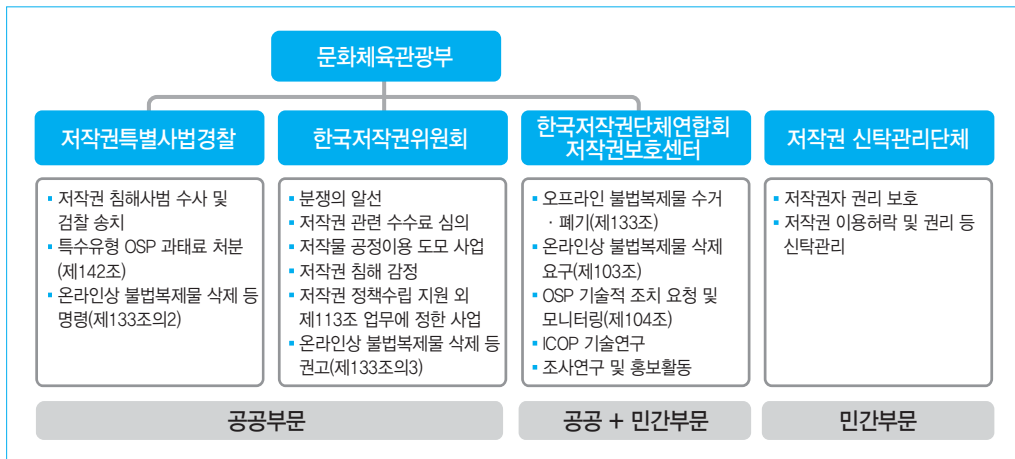 문화체육관광부
저작권특별사법경찰
▪ 저작권 침해사범 수사 및
검찰 송치
▪ 특수유형 OSP 과태료 처분
(제142조)
▪ 온라인상 불법복제물 삭제 등
명령(제133조의2)
한국저작권위원회
▪ 분쟁의 알선
▪ 저작권 관련 수수료 심의
▪ 저작물 공정이용 도모 사업
▪ 저작권 침해 감정
▪ 저작권 정책수립 지원 외
제113조 업무에 정한 사업
▪ 온라인상 불법복제물 삭제 등
권고(제133조의3)
한국저작권단체연합회
저작권보호센터
▪ 오프라인 불법복제물 수거
· 폐기(제133조)
▪ 온라인상 불법복제물 삭제
요구(제103조)
▪ OSP 기술적 조치 요청 및
모니터링(제104조)
▪ ICOP 기술연구
▪ 조사연구 및 홍보활동
저작권 신탁관리단체
▪ 저작권자 권리 보호
▪ 저작권 이용허락 및 권리 등
신탁관리
공공부문
공공 + 민간부문
민간부문